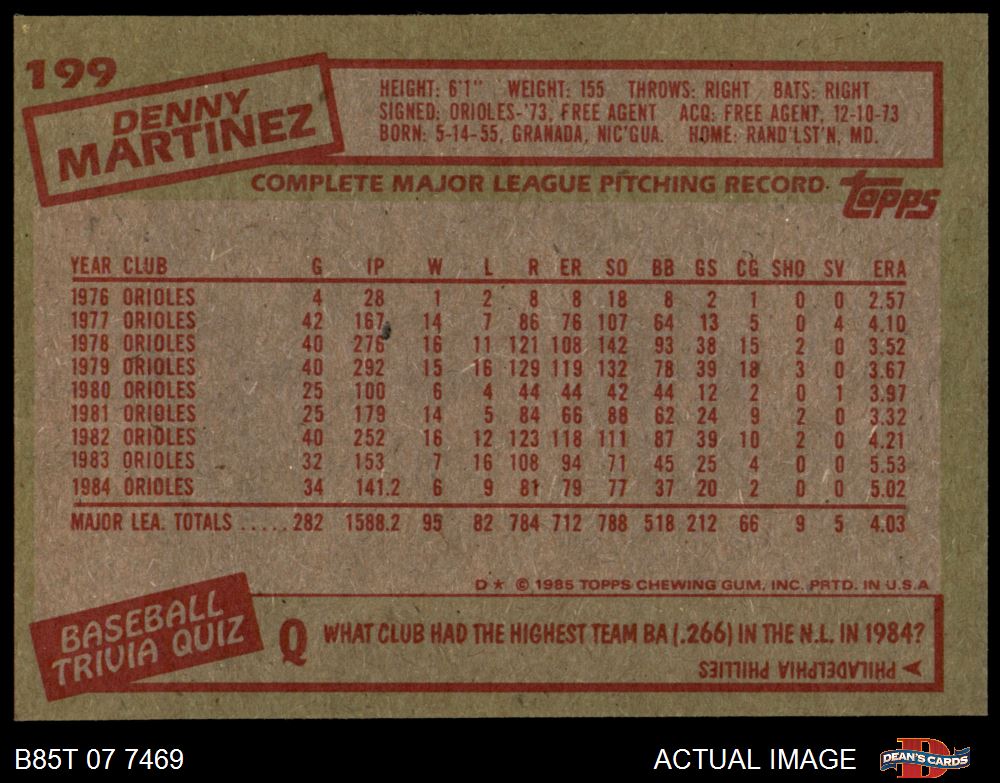 199
DENNY
MARTINEZ
HEIGHT: 6'1" WEIGHT: 155 THROWS: RIGHT BATS: RIGHT
SIGNED: ORIOLES-'73, FREE AGENT ACQ: FREE AGENT, 12-10-73
BORN: 5-14-55, GRANADA, NIC'GUA. HOME: RAND'LST'N, MD.
COMPLETE MAJOR LEAGUE PITCHING RECORD
TOPPS
YEAR CLUB G IP W L R ER SO BB GS CG SHO SV ERA
1976 ORIOLES 4 28 1 2 8 8 18 8 2 1 0 0 2.57
1977 ORIOLES 42 167 14 7 86 76 107 64 13 5 0 4 4.10
1978 ORIOLES 40 276 16 11 121 108 142 93 38 15 2 0 3.52
1979 ORIOLES 40 292 15 16 129 119 132 78 39 18 3 0 3.67
1980 ORIOLES 25 100 6 4 44 44 42 44 12 2 0 1 3.97
1981 ORIOLES 25 179 14 5 84 66 88 62 24 9 2 0 3.32
1982 ORIOLES 40 252 16 12 123 118 111 87 39 10 2 0 4.21
1983 ORIOLES 32 153 7 16 108 94 71 45 25 4 0 0 5.53
1984 ORIOLES 34 141.2 6 9 81 79 77 37 20 2 0 0 5.02
MAJOR LEA. TOTALS ..... 282 1588.2 95 82 784 712 788 518 212 66 9 5 4.03
D* © 1985 TOPPS CHEWING GUM, INC. PRTD. IN U.S.A
BASEBALL
TRIVIA QUIZ
Q WHAT CLUB HAD THE HIGHEST TEAM BA (.266) IN THE N.L. IN 1984?
PHILADELPHIA PHILLIES
B85T 07 7469
ACTUAL IMAGE
D
DEAN'S CARDS